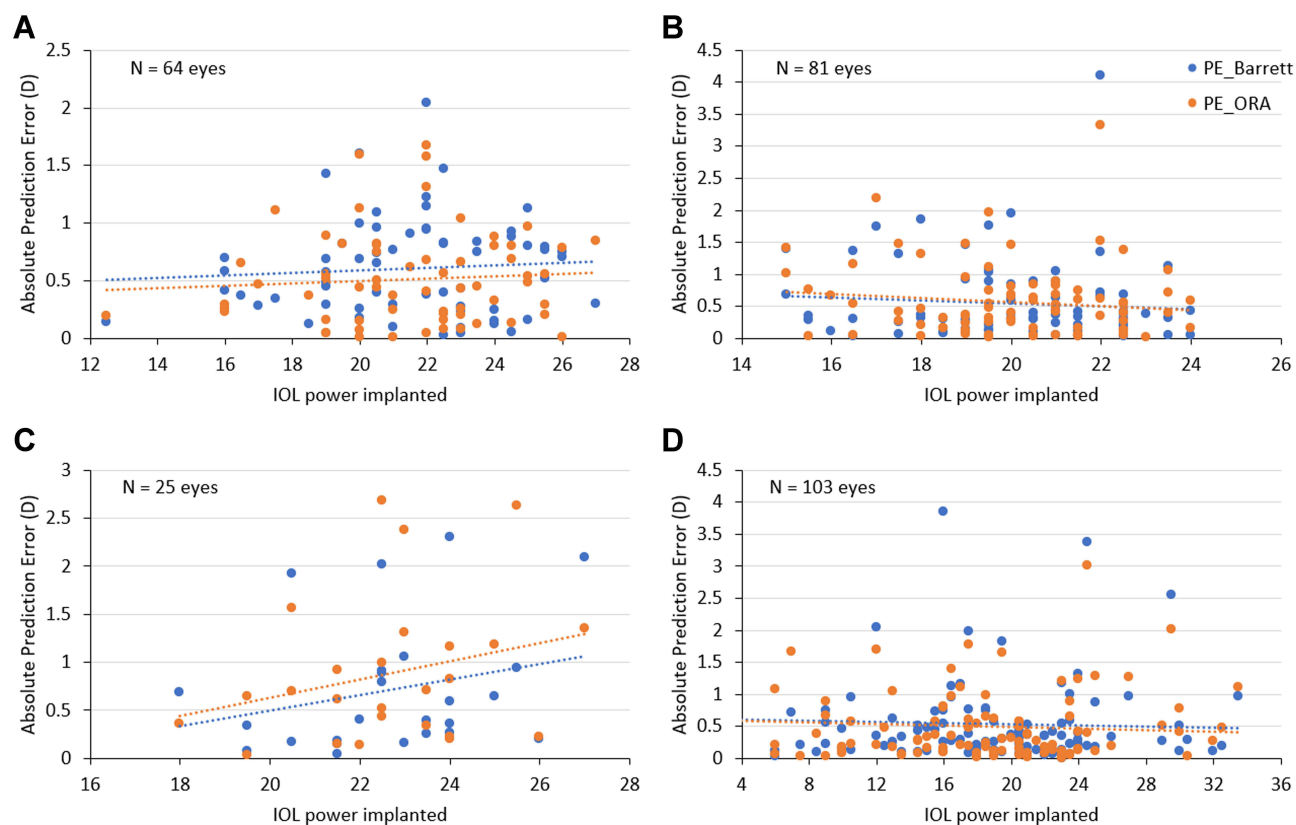 A
Absolute Prediction Error (D)
2.5
2
1.5
1
0.5
0
N = 64 eyes
12 14 16 18 20 22 24 26 28
IOL power implanted
B
Absolute Prediction Error (D)
4.5
4
3.5
3
2.5
2
1.5
1
0.5
0
N = 81 eyes
PE_Barrett
PE_ORA
14 16 18 20 22 24 26
IOL power implanted
C
Absolute Prediction Error (D)
3
2.5
2
1.5
1
0.5
0
N = 25 eyes
16 18 20 22 24 26 28
IOL power implanted
D
Absolute Prediction Error (D)
4.5
4
3.5
3
2.5
2
1.5
1
0.5
0
N = 103 eyes
4 8 12 16 20 24 28 32 36
IOL power implanted